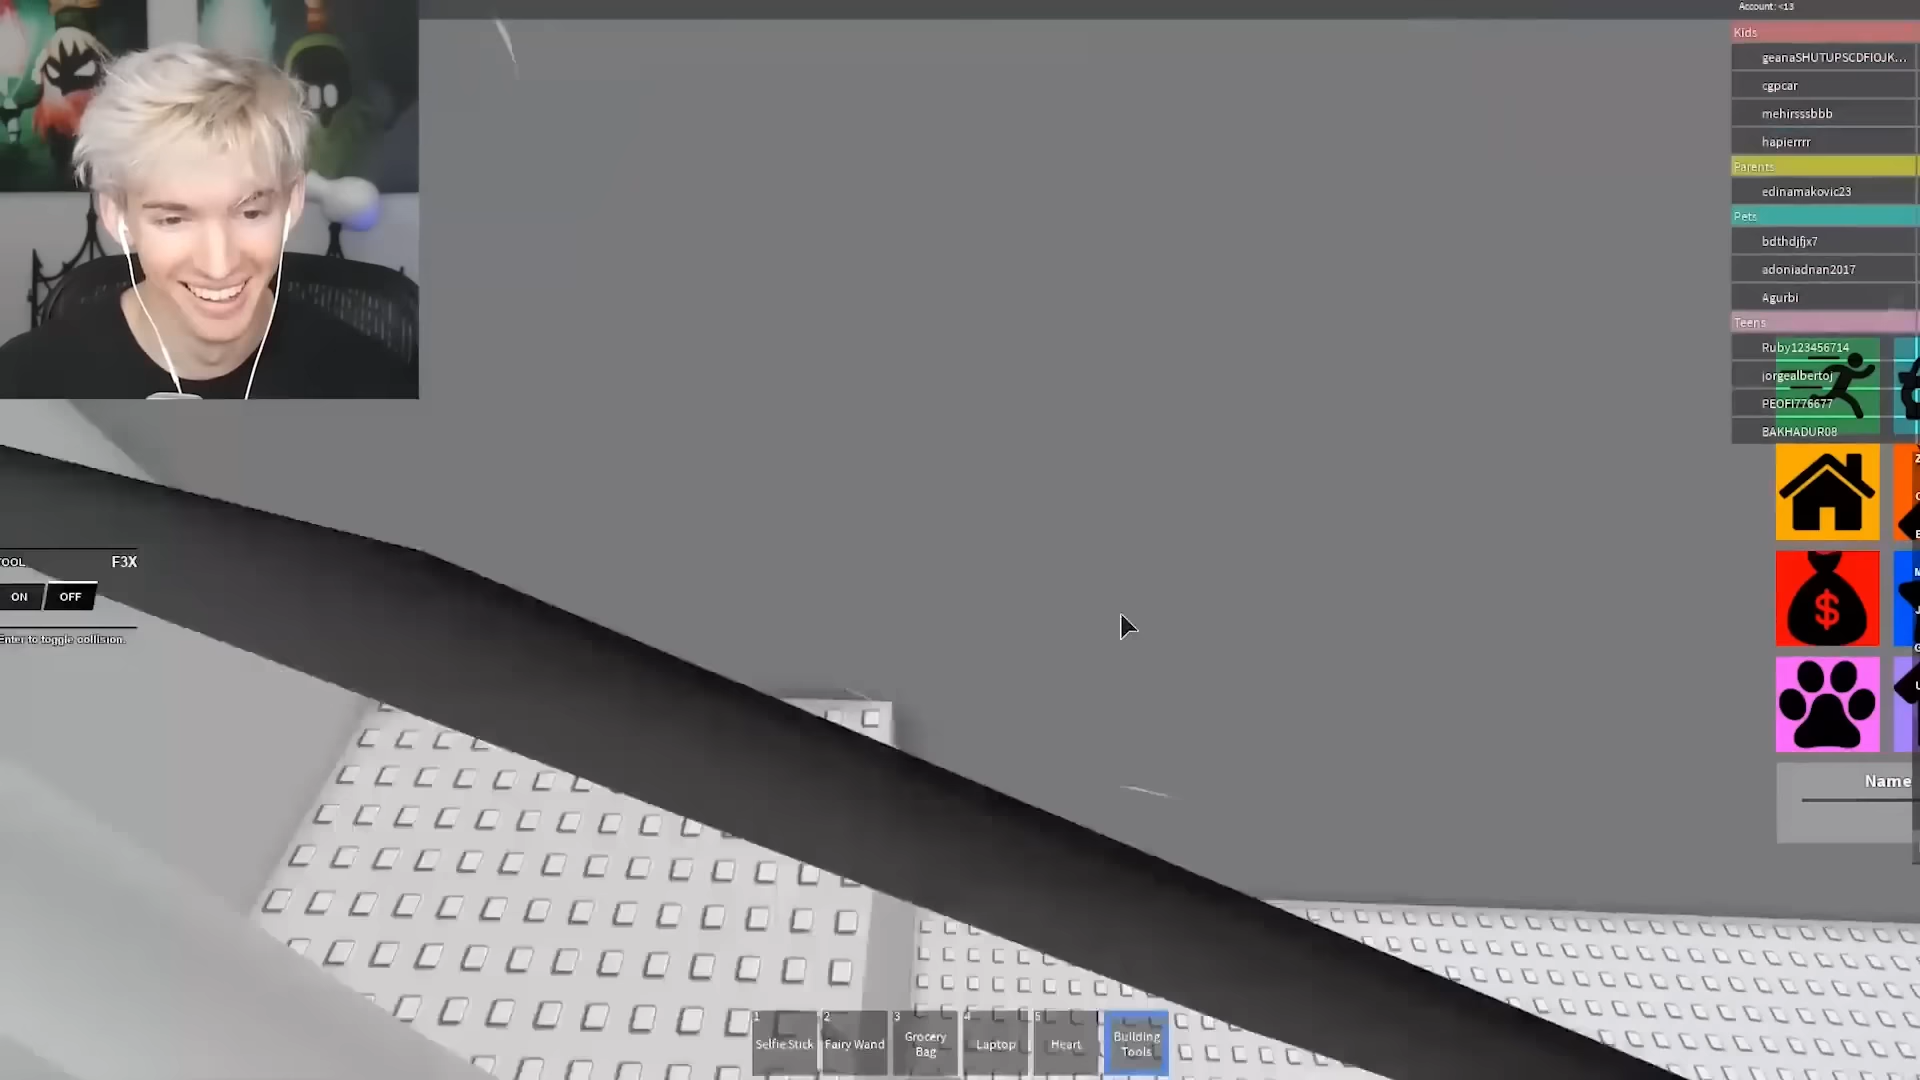 Account: <13
Kids
geanaSHUTUPSCDFIOJK...
cgpcar
mehirsssbbb
hapierrrr
Parents
edinamakovic23
Pets
bdthdjfjx7
adoniadnan2017
Agurbi
Teens
Ruby123456714
jorgealbertoj
PEOFI776677
BAKHADUR08
TOOL F3X
ON OFF
Enter to toggle collision.
$
Name
1 2 3 4 5
Selfie Stick Fairy Wand Grocery Bag Laptop Heart Building Tools